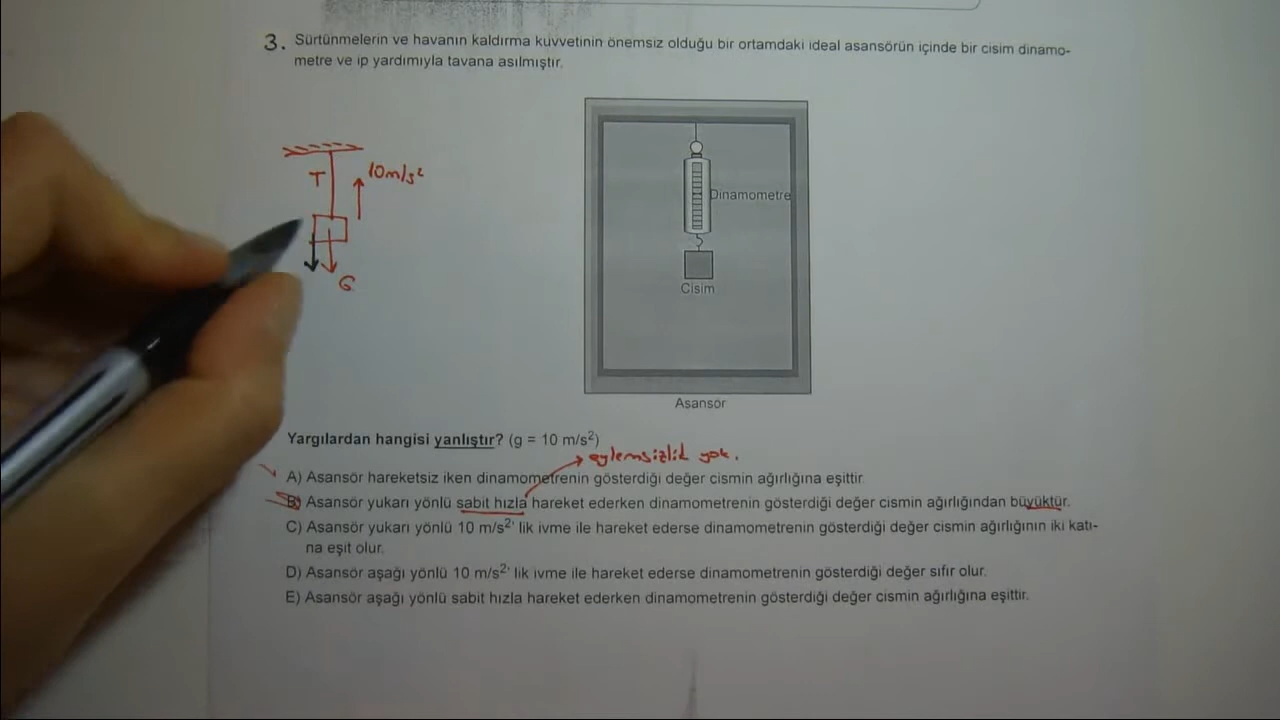 3. Sürtünmelerin ve havanın kaldırma kuvvetinin önemsiz olduğu bir ortamdaki ideal asansörün içinde bir cisim dinamo-
metre ve ip yardımıyla tavana asılmıştır.
T
10m/s²
G
Dinamometre
Cisim
Asansör
Yargılardan hangisi yanlıştır? (g = 10 m/s²)
eylemsizlik yok.
A) Asansör hareketsiz iken dinamometrenin gösterdiği değer cismin ağırlığına eşittir
B) Asansör yukarı yönlü sabit hızla hareket ederken dinamometrenin gösterdiği değer cismin ağırlığından büyüktür.
C) Asansör yukarı yönlü 10 m/s²' lik ivme ile hareket ederse dinamometrenin gösterdiği değer cismin ağırlığının iki katı-
na eşit olur.
D) Asansör aşağı yönlü 10 m/s²' lik ivme ile hareket ederse dinamometrenin gösterdiği değer sıfır olur.
E) Asansör aşağı yönlü sabit hızla hareket ederken dinamometrenin gösterdiği değer cismin ağırlığına eşittir.